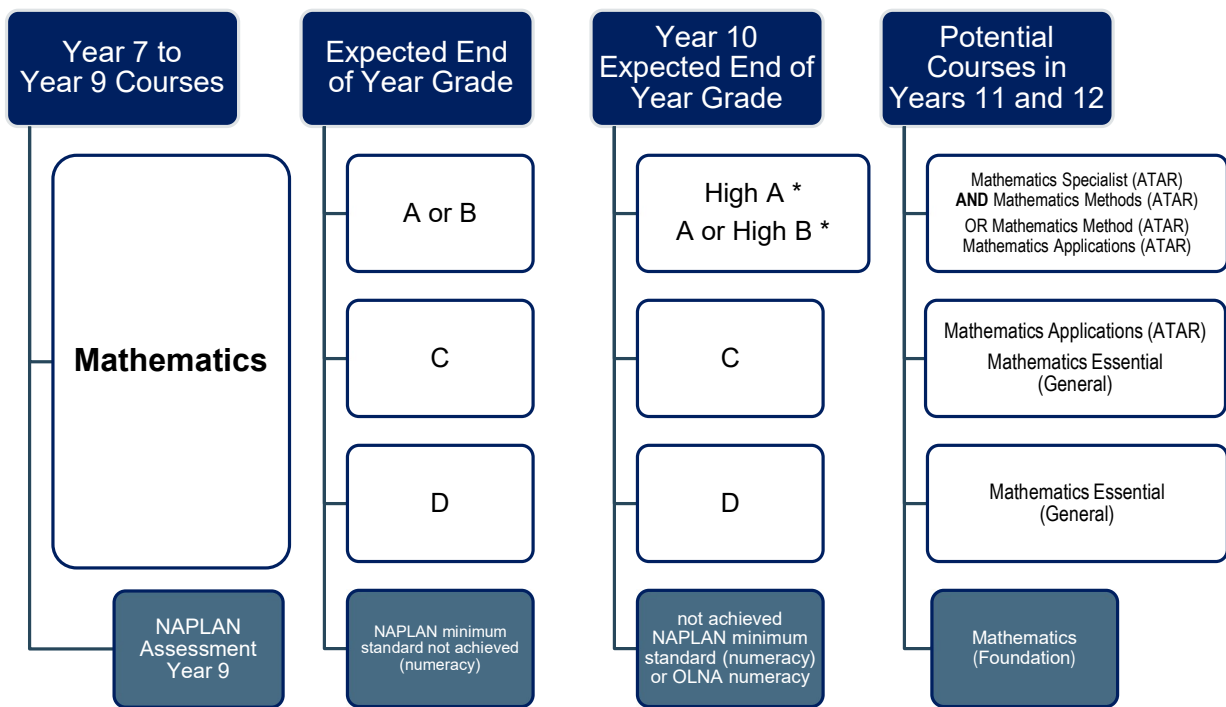 Year 7 to
Year 9 Courses
Expected End
of Year Grade
Year 10
Expected End of
Year Grade
Potential
Courses in
Years 11 and 12
Mathematics
A or B
High A *
A or High B *
Mathematics Specialist (ATAR)
AND Mathematics Methods (ATAR)
OR Mathematics Method (ATAR)
Mathematics Applications (ATAR)
C
C
Mathematics Applications (ATAR)
Mathematics Essential
(General)
D
D
Mathematics Essential
(General)
NAPLAN
Assessment
Year 9
NAPLAN minimum
standard not achieved
(numeracy)
not achieved
NAPLAN minimum
standard (numeracy)
or OLNA numeracy
Mathematics
(Foundation)